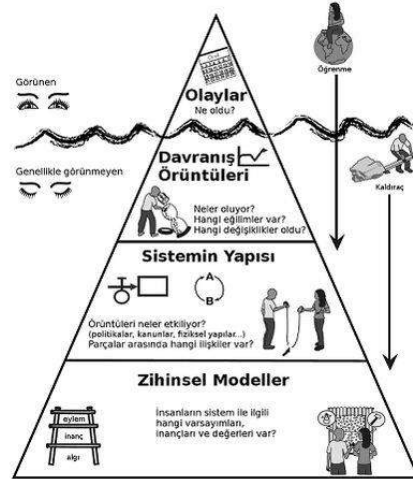 Görünen
Olaylar
Ne oldu?
Öğrenme
Genellikle görünmeyen
Davranış
Örüntüleri
Neler oluyor?
Hangi eğilimler var?
Hangi değişiklikler oldu?
Kaldıraç
Sistemin Yapısı
A
B
Örüntüleri neler etkiliyor?
(politikalar, kanunlar, fiziksel yapılar...)
Parçalar arasında hangi ilişkiler var?
Zihinsel Modeller
eylem
inanç
algı
İnsanların sistem ile ilgili
hangi varsayımları,
inançları ve değerleri var?